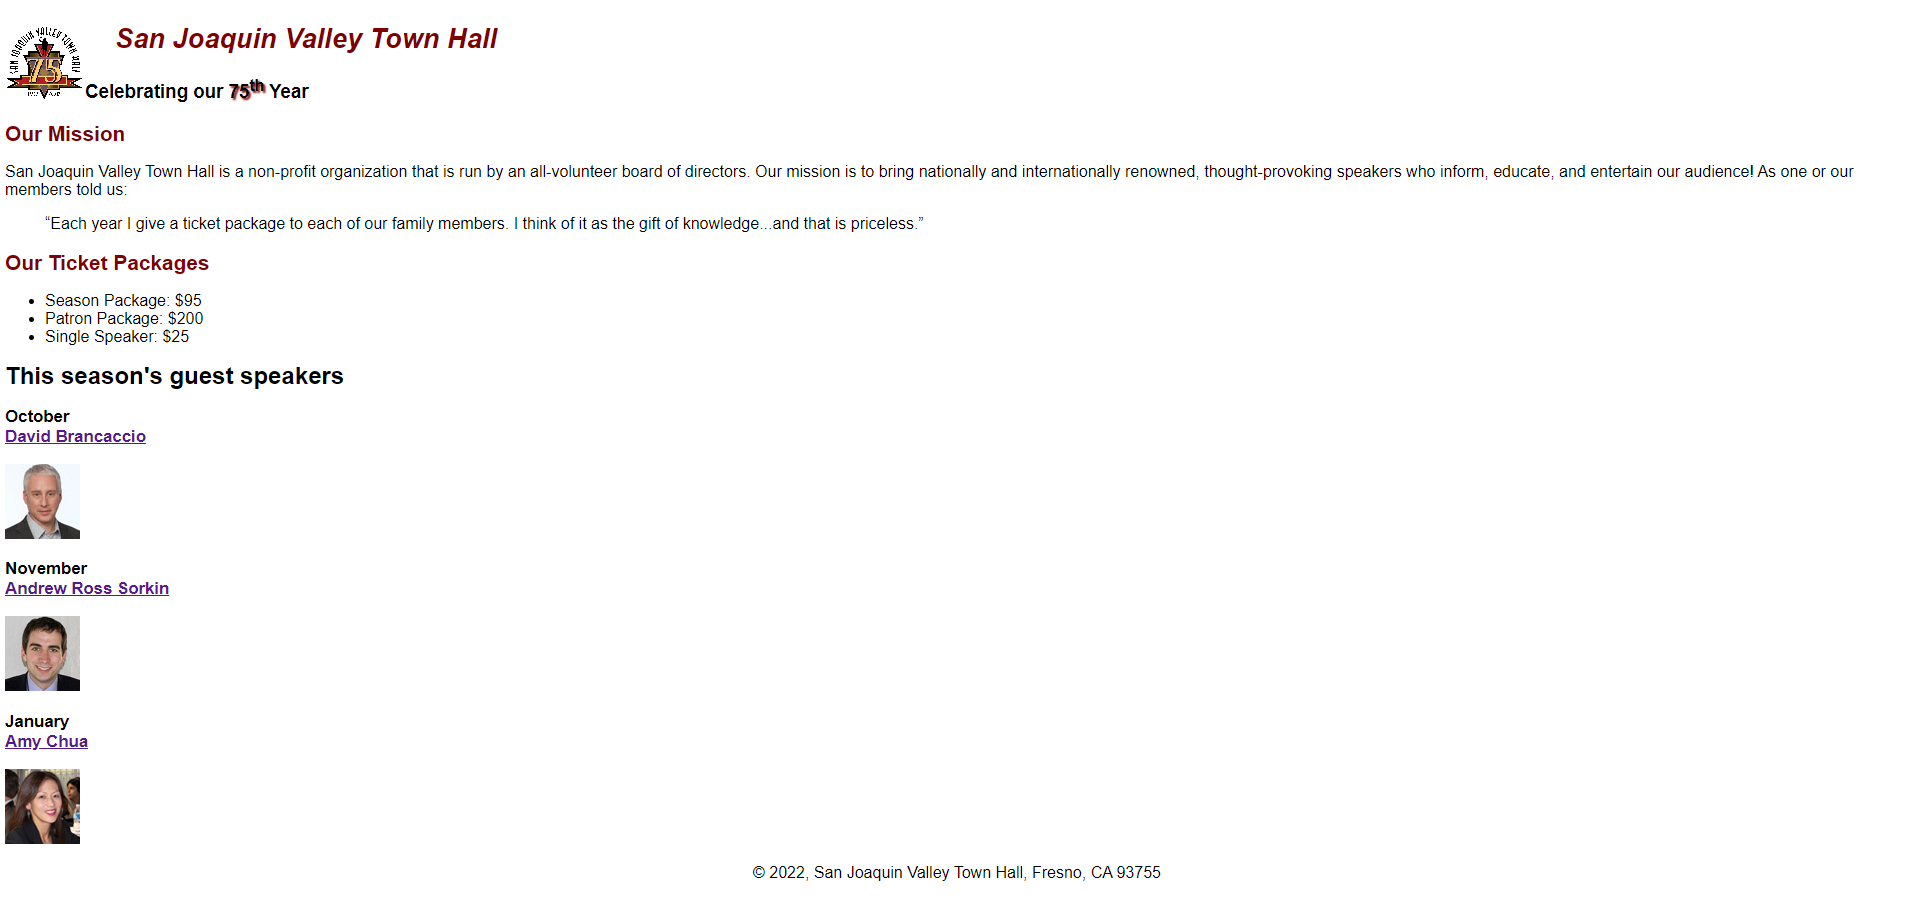 SAN JOAQUIN VALLEY TOWN HALL
75
San Joaquin Valley Town Hall
Celebrating our 75th Year
Our Mission
San Joaquin Valley Town Hall is a non-profit organization that is run by an all-volunteer board of directors. Our mission is to bring nationally and internationally renowned, thought-provoking speakers who inform, educate, and entertain our audience! As one or our
members told us:
“Each year I give a ticket package to each of our family members. I think of it as the gift of knowledge...and that is priceless.”
Our Ticket Packages
• Season Package: $95
• Patron Package: $200
• Single Speaker: $25
This season's guest speakers
October
David Brancaccio
November
Andrew Ross Sorkin
January
Amy Chua
© 2022, San Joaquin Valley Town Hall, Fresno, CA 93755